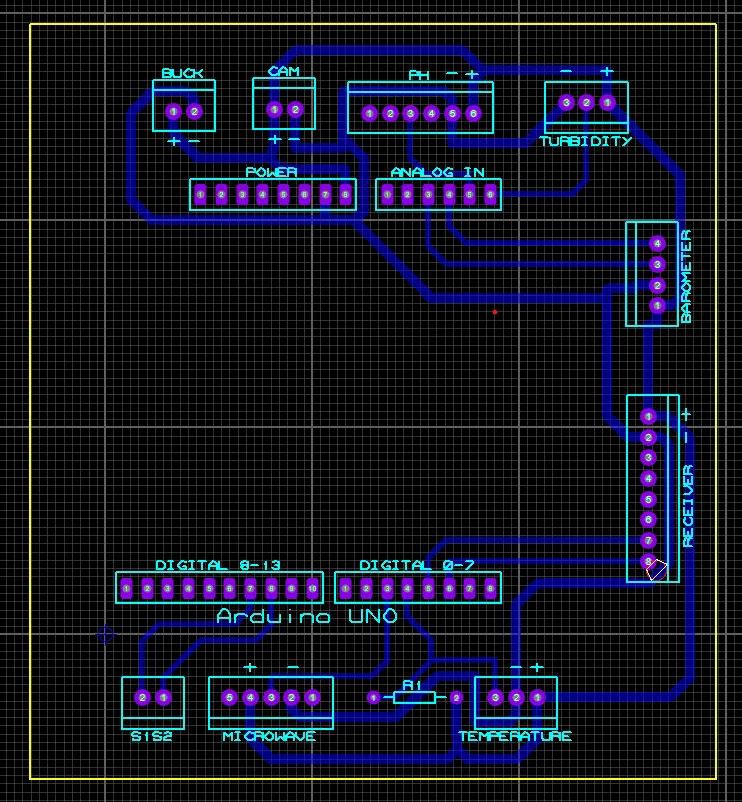 BUCK
CAM
PH - +
- +
1 2
1 2
1 2 3 4 5 6
3 2 1
+ -
+ -
TURBIDITY
POWER
ANALOG IN
1 2 3 4 5 6 7 8
1 2 3 4 5 6
4
3
2
1
BAROMETER
1 +
2 -
3
4
5
6
7
8
RECEIVER
DIGITAL 8-13
DIGITAL 0-7
1 2 3 4 5 6 7 8 9 10
1 2 3 4 5 6 7 8
Arduino UNO
+ -
- +
R1
2 1
5 4 3 2 1
1 2
3 2 1
S1S2
MICROWAVE
TEMPERATURE